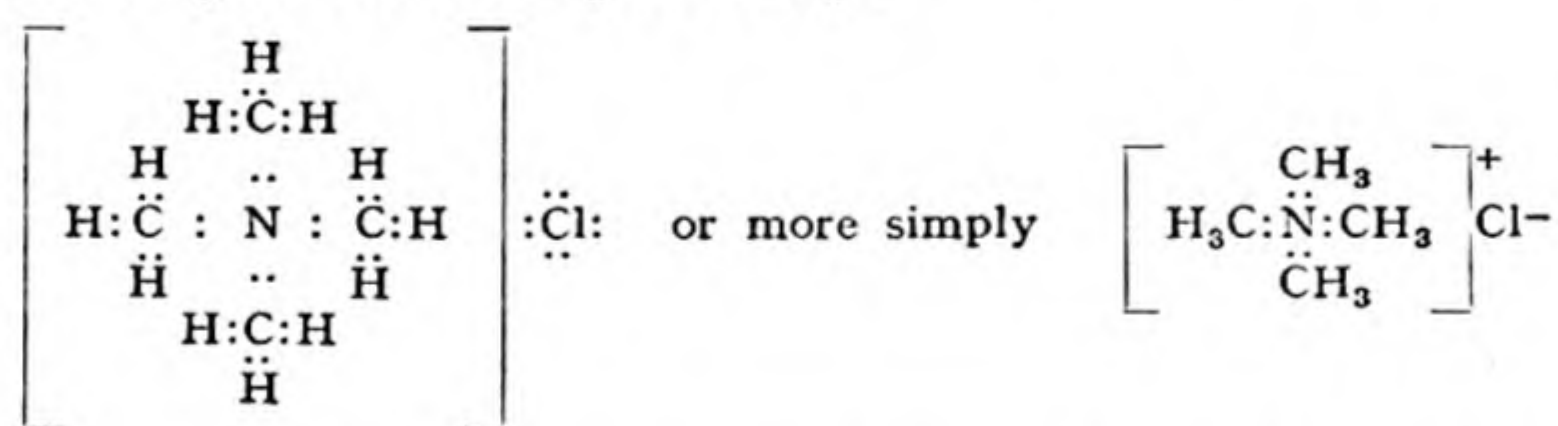 H
H:C̈:H
H .. H
H:C̈ : N : C̈:H :C̈l: or more simply
Ḧ .. Ḧ
H:C̈:H
Ḧ
[ CH₃ ]+
H₃C:N̈:CH₃ Cl−
C̈H₃